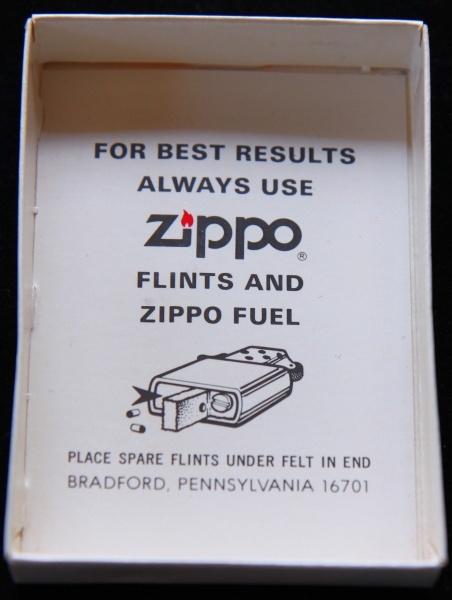 FOR BEST RESULTS
ALWAYS USE
Zippo®
FLINTS AND
ZIPPO FUEL
PLACE SPARE FLINTS UNDER FELT IN END
BRADFORD, PENNSYLVANIA 16701